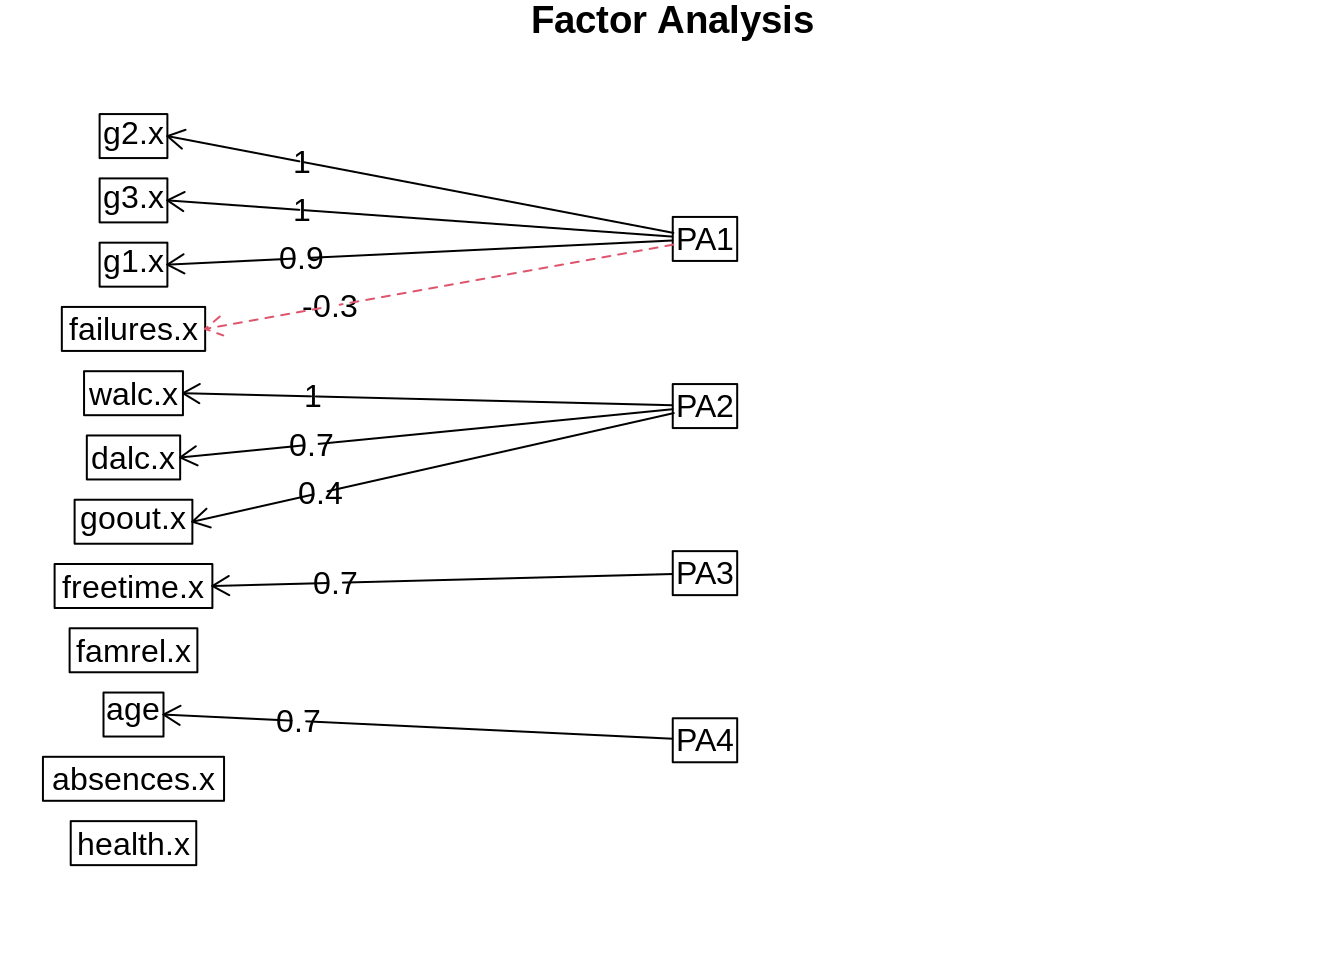 Factor Analysis
g2.x
g3.x
g1.x
failures.x
walc.x
dalc.x
goout.x
freetime.x
famrel.x
age
absences.x
health.x
1
1
0.9
-0.3
1
0.7
0.4
0.7
0.7
PA1
PA2
PA3
PA4